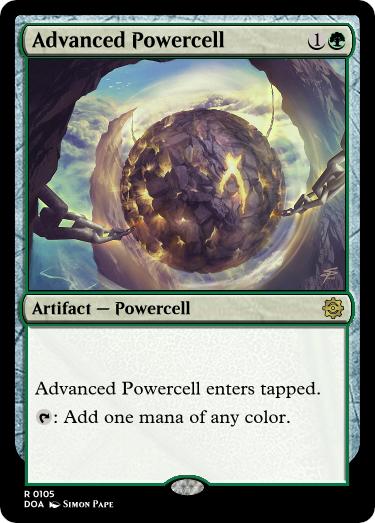 Advanced Powercell 1
Artifact — Powercell
Advanced Powercell enters tapped.
: Add one mana of any color.
R 0105
DOA Simon Pape